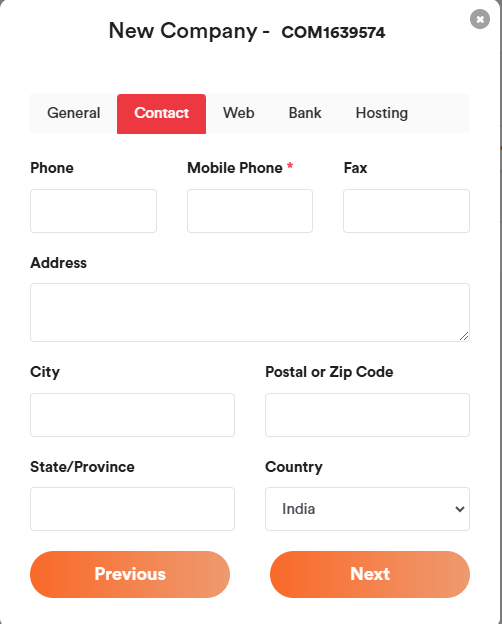 New Company - COM1639574
General Contact Web Bank Hosting
Phone Mobile Phone * Fax
Address
City Postal or Zip Code
State/Province Country
India
Previous Next